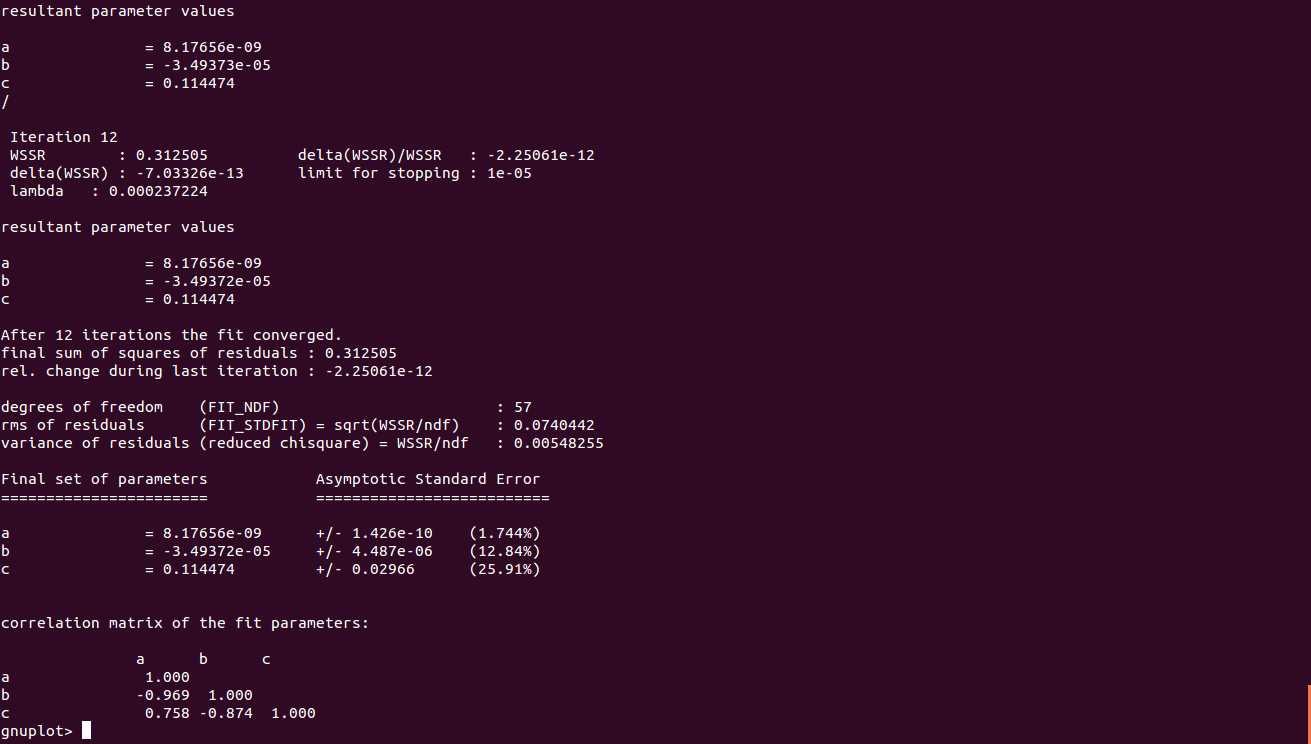 resultant parameter values
a = 8.17656e-09
b = -3.49373e-05
c = 0.114474
/
Iteration 12
WSSR : 0.312505 delta(WSSR)/WSSR : -2.25061e-12
delta(WSSR) : -7.03326e-13 limit for stopping : 1e-05
lambda : 0.000237224
resultant parameter values
a = 8.17656e-09
b = -3.49372e-05
c = 0.114474
After 12 iterations the fit converged.
final sum of squares of residuals : 0.312505
rel. change during last iteration : -2.25061e-12
degrees of freedom (FIT_NDF) : 57
rms of residuals (FIT_STDFIT) = sqrt(WSSR/ndf) : 0.0740442
variance of residuals (reduced chisquare) = WSSR/ndf : 0.00548255
Final set of parameters Asymptotic Standard Error
======================= ==========================
a = 8.17656e-09 +/- 1.426e-10 (1.744%)
b = -3.49372e-05 +/- 4.487e-06 (12.84%)
c = 0.114474 +/- 0.02966 (25.91%)
correlation matrix of the fit parameters:
a b c
a 1.000
b -0.969 1.000
c 0.758 -0.874 1.000
gnuplot>